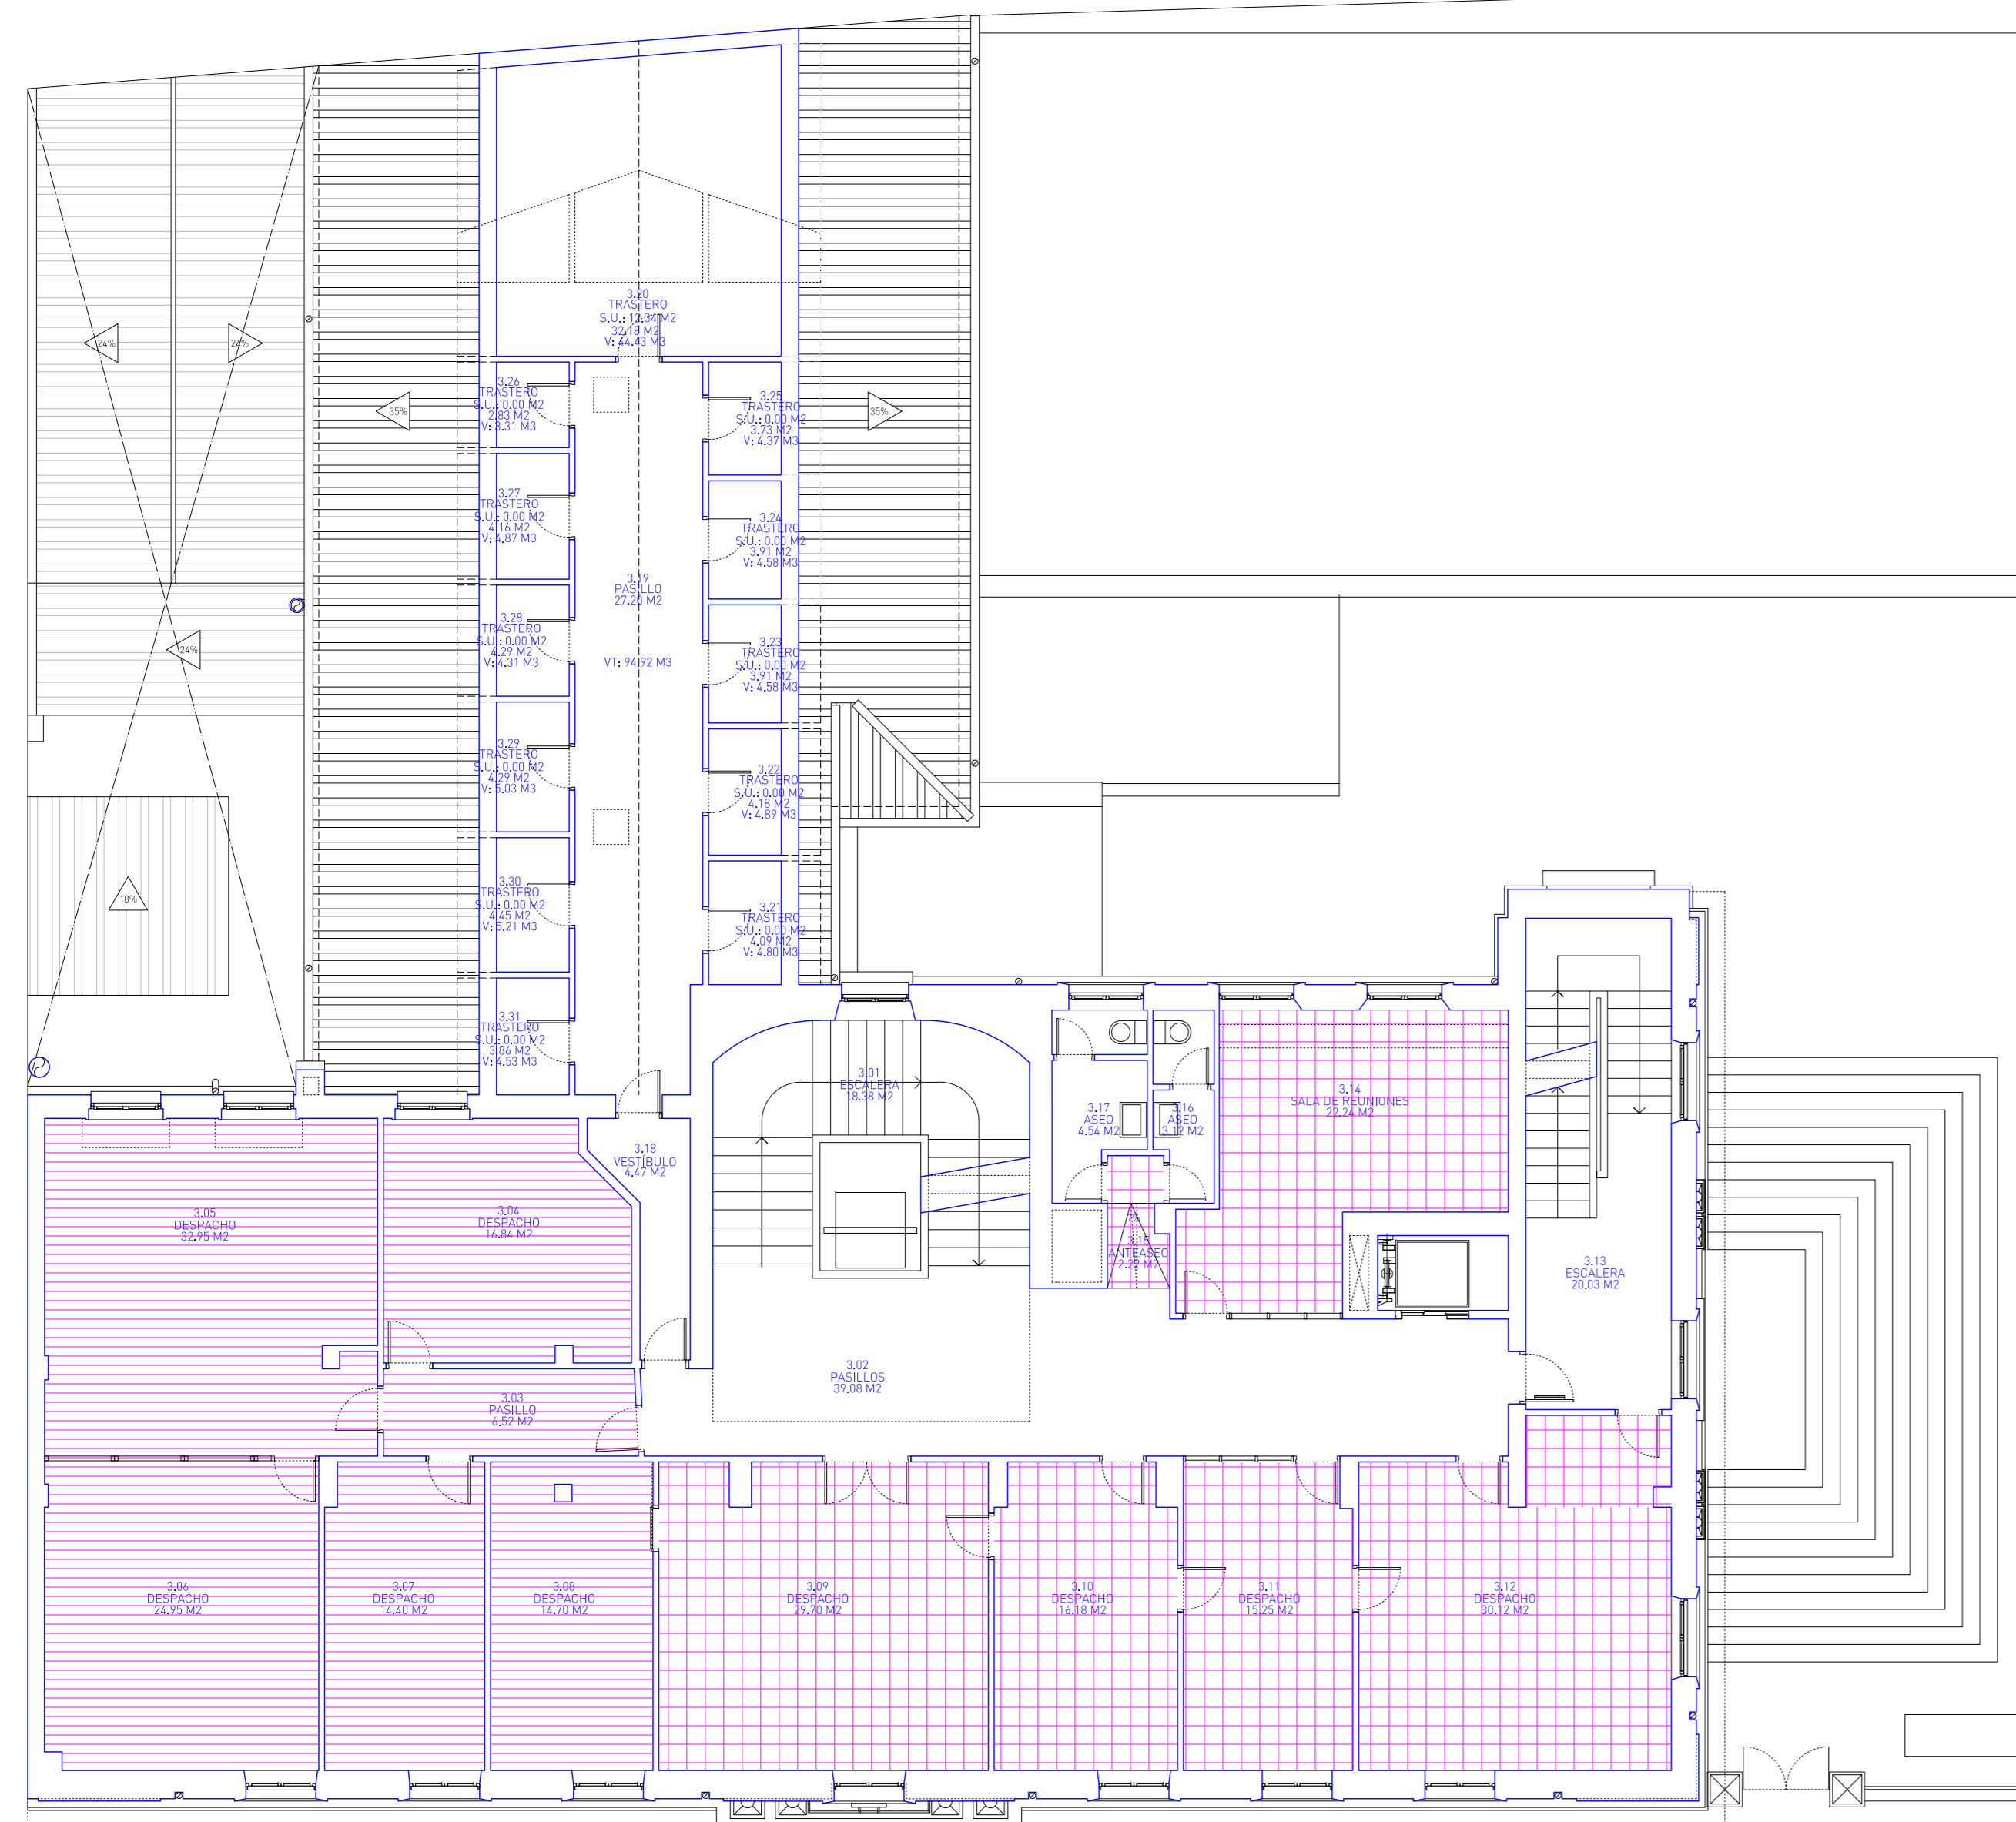 3.20
TRASTERO
S.U.: 12.34 M2
32.18 M2
V: 44.43 M3
24%
24%
3.26
TRASTERO
S.U.: 0.00 M2
2.83 M2
V: 3.31 M3
35%
3.25
TRASTERO
S.U.: 0.00 M2
3.73 M2
V: 4.37 M3
35%
3.27
TRASTERO
S.U.: 0.00 M2
4.16 M2
V: 4.87 M3
3.24
TRASTERO
S.U.: 0.00 M2
3.91 M2
V: 4.58 M3
3.19
PASILLO
27.20 M2
VT: 94.92 M3
3.28
TRASTERO
S.U.: 0.00 M2
4.29 M2
V: 4.31 M3
24%
3.23
TRASTERO
S.U.: 0.00 M2
3.91 M2
V: 4.58 M3
3.29
TRASTERO
S.U.: 0.00 M2
4.29 M2
V: 5.03 M3
3.22
TRASTERO
S.U.: 0.00 M2
4.18 M2
V: 4.89 M3
18%
3.30
TRASTERO
S.U.: 0.00 M2
4.45 M2
V: 5.21 M3
3.21
TRASTERO
S.U.: 0.00 M2
4.09 M2
V: 4.80 M3
3.31
TRASTERO
S.U.: 0.00 M2
3.86 M2
V: 4.53 M3
3.01
ESCALERA
18.38 M2
3.17
ASEO
4.54 M2
3.16
ASEO
3.12 M2
3.14
SALA DE REUNIONES
22.24 M2
3.18
VESTÍBULO
4.47 M2
3.05
DESPACHO
32.95 M2
3.04
DESPACHO
16.84 M2
3.15
ANTEASEO
2.22 M2
3.13
ESCALERA
20.03 M2
3.02
PASILLOS
39.08 M2
3.03
PASILLO
6.52 M2
3.06
DESPACHO
24.95 M2
3.07
DESPACHO
14.40 M2
3.08
DESPACHO
14.70 M2
3.09
DESPACHO
29.70 M2
3.10
DESPACHO
16.18 M2
3.11
DESPACHO
15.25 M2
3.12
DESPACHO
30.12 M2